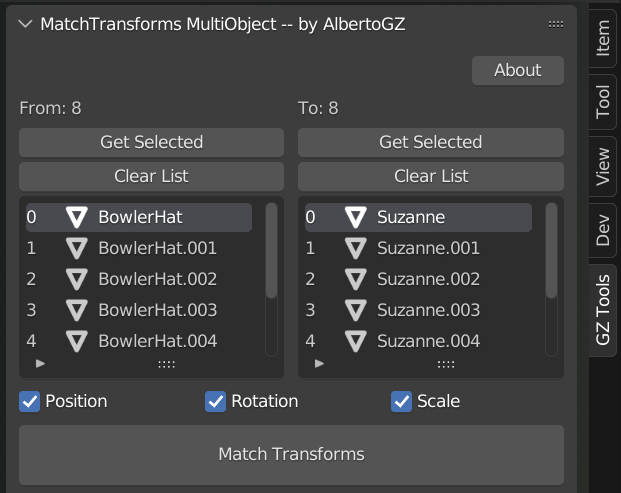 MatchTransforms MultiObject -- by AlbertoGZ
About
From: 8
To: 8
Get Selected
Get Selected
Clear List
Clear List
0 BowlerHat
1 BowlerHat.001
2 BowlerHat.002
3 BowlerHat.003
4 BowlerHat.004
0 Suzanne
1 Suzanne.001
2 Suzanne.002
3 Suzanne.003
4 Suzanne.004
Position
Rotation
Scale
Match Transforms
Item
Tool
View
Dev
GZ Tools